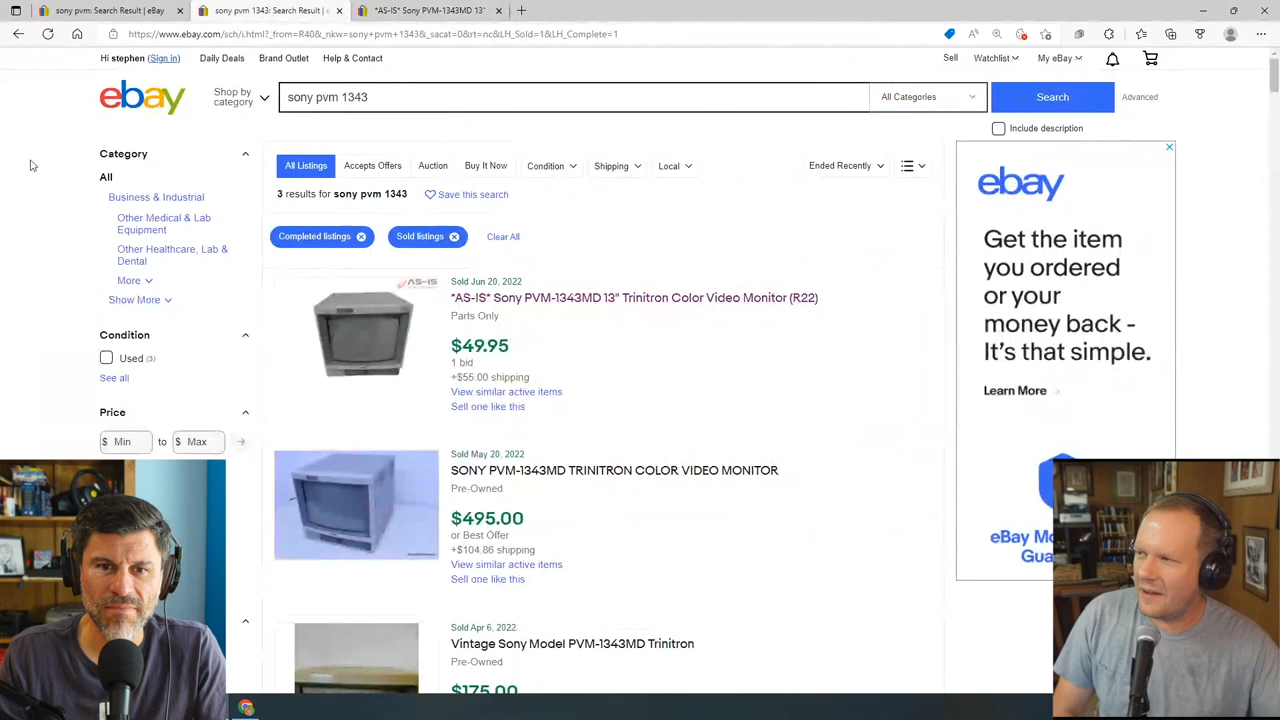 sony pvm: Search Result | eBay
sony pvm 1343: Search Result |
*AS-IS* Sony PVM-1343MD 13"
https://www.ebay.com/sch/i.html?_from=R40&_nkw=sony+pvm+1343&_sacat=0&rt=nc&LH_Sold=1&LH_Complete=1
Hi stephen (Sign in)
Daily Deals
Brand Outlet
Help & Contact
Sell
Watchlist
My eBay
ebay
Shop by
category
sony pvm 1343
All Categories
Search
Advanced
Include description
Category
All
Business & Industrial
Other Medical & Lab
Equipment
Other Healthcare, Lab &
Dental
More
Show More
Condition
Used (3)
See all
Price
$ Min
to
$ Max
All Listings
Accepts Offers
Auction
Buy It Now
Condition
Shipping
Local
Ended Recently
3 results for sony pvm 1343
Save this search
Completed listings
Sold listings
Clear All
AS-IS
Sold Jun 20, 2022
*AS-IS* Sony PVM-1343MD 13" Trinitron Color Video Monitor (R22)
Parts Only
$49.95
1 bid
+$55.00 shipping
View similar active items
Sell one like this
Sold May 20, 2022
SONY PVM-1343MD TRINITRON COLOR VIDEO MONITOR
Pre-Owned
$495.00
or Best Offer
+$104.86 shipping
View similar active items
Sell one like this
Sold Apr 6, 2022
Vintage Sony Model PVM-1343MD Trinitron
Pre-Owned
$175.00
ebay
Get the item
you ordered
or your
money back -
It's that simple.
Learn More
eBay Mo
Gua